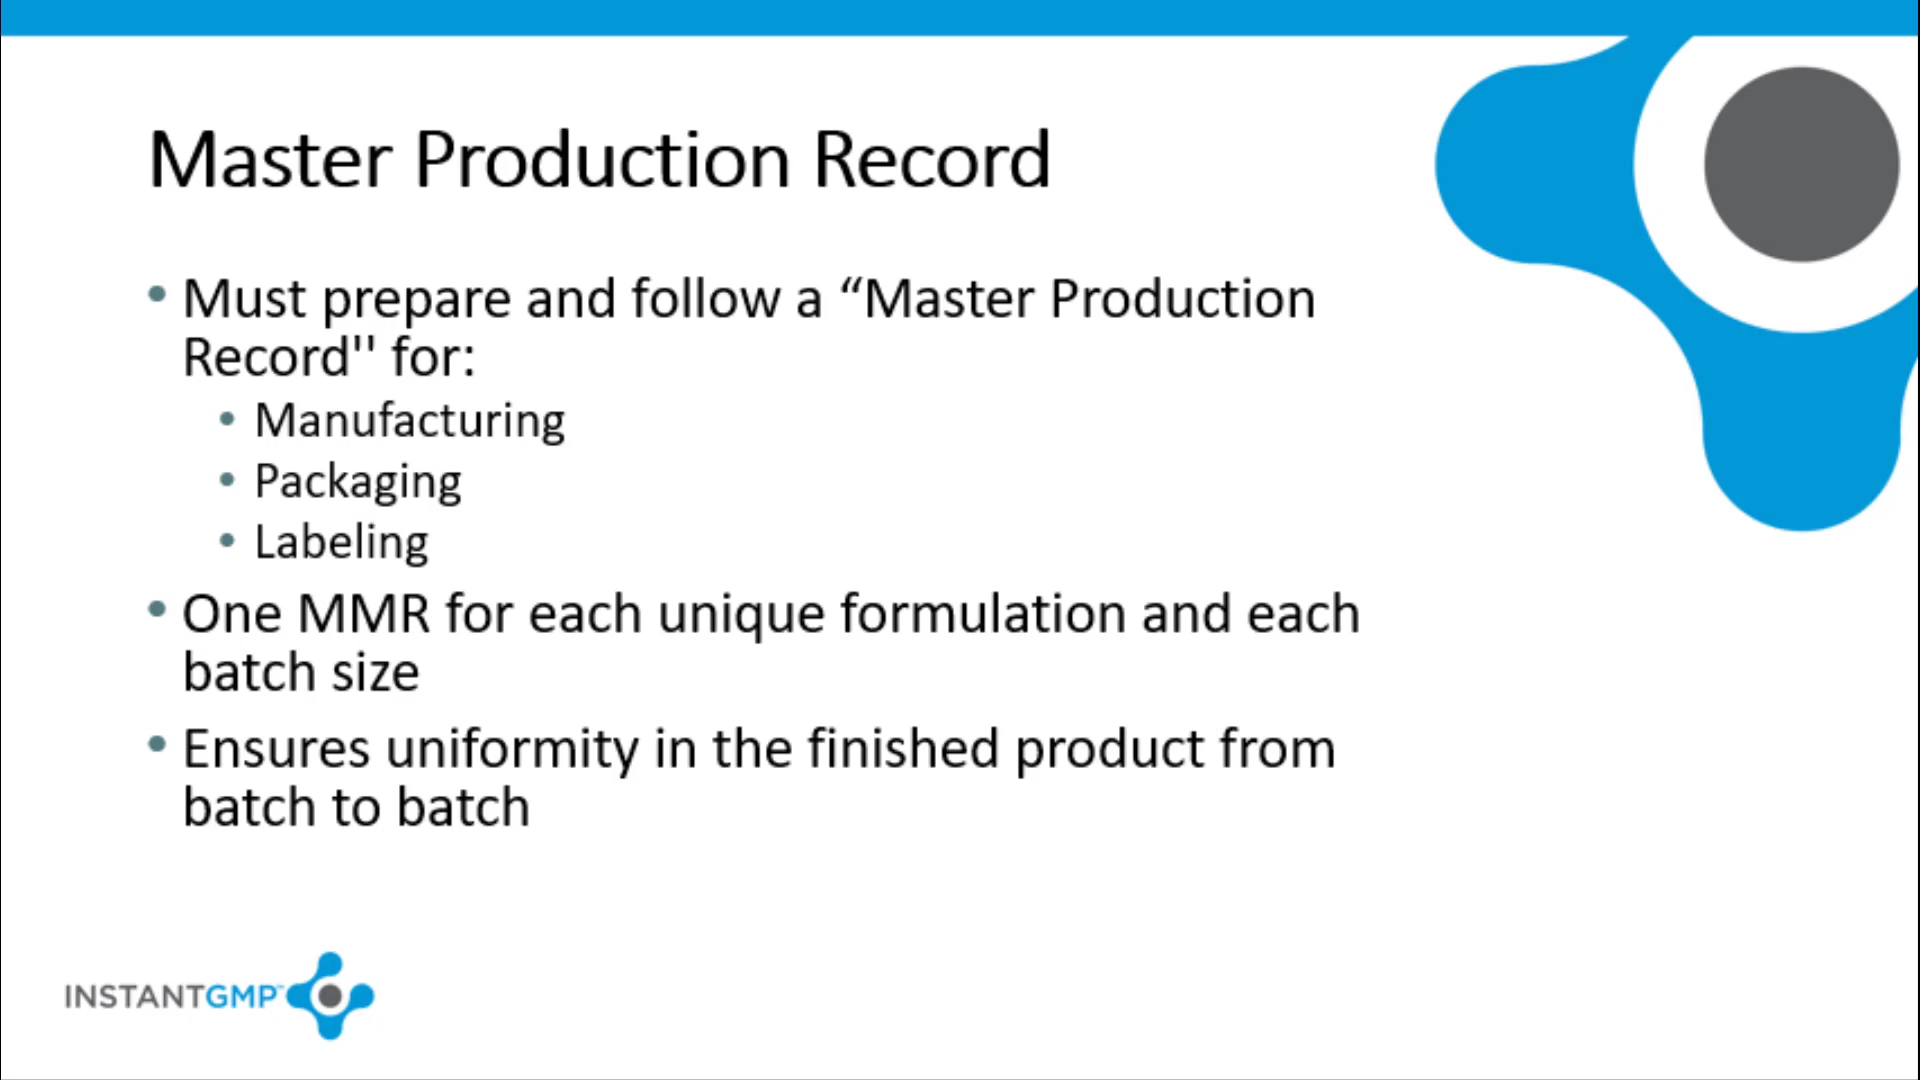 Master Production Record
• Must prepare and follow a “Master Production
Record" for:
• Manufacturing
• Packaging
• Labeling
• One MMR for each unique formulation and each
batch size
• Ensures uniformity in the finished product from
batch to batch
INSTANTGMP™